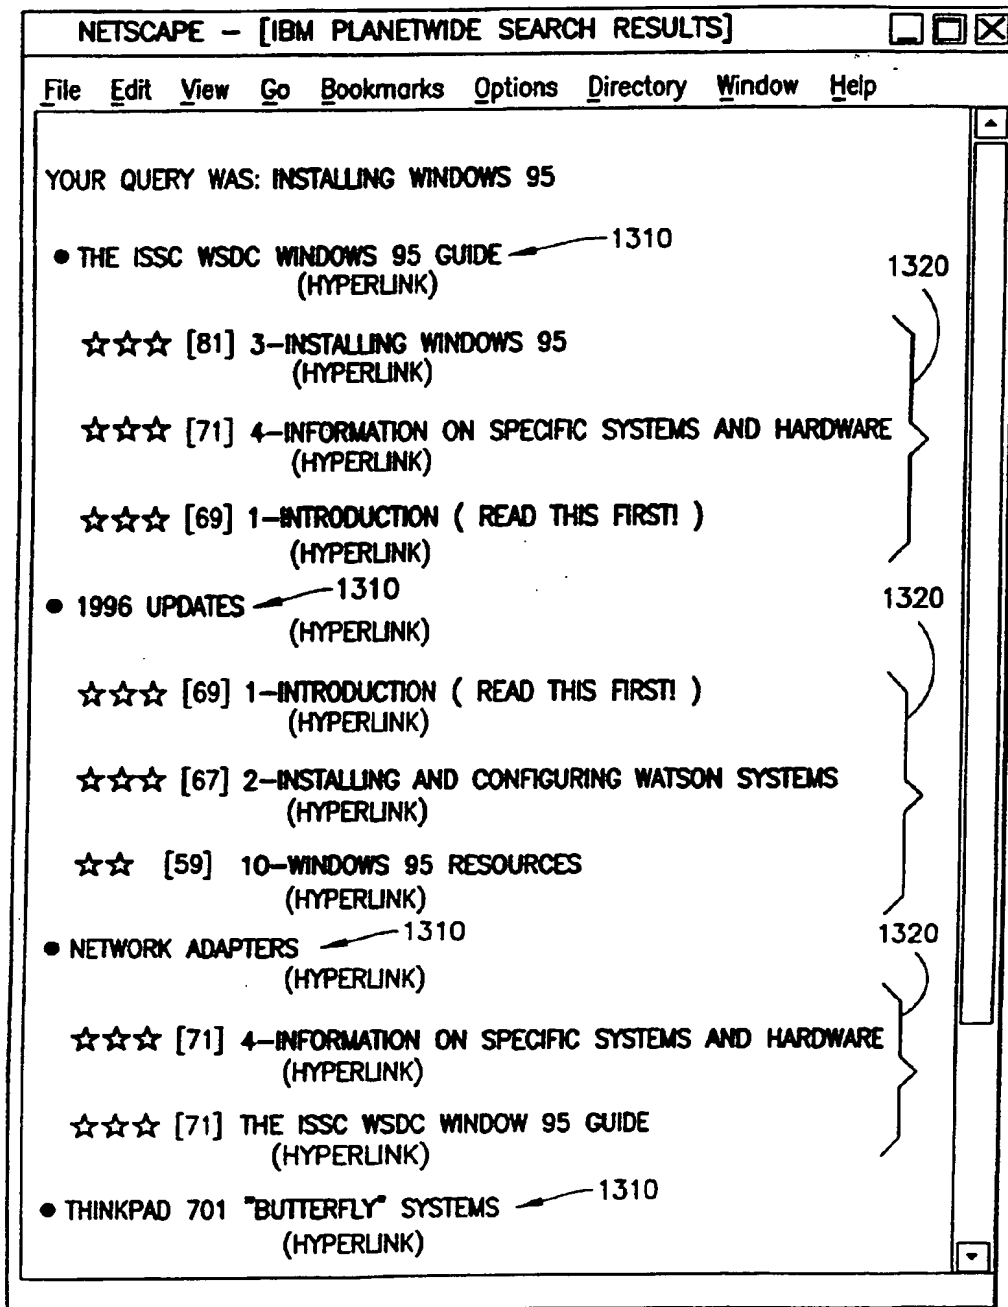 NETSCAPE - [IBM PLANETWIDE SEARCH RESULTS]
File Edit View Go Bookmarks Options Directory Window Help
YOUR QUERY WAS: INSTALLING WINDOWS 95
● THE ISSC WSDC WINDOWS 95 GUIDE 1310
(HYPERLINK)
1320
☆☆☆ [81] 3-INSTALLING WINDOWS 95
(HYPERLINK)
☆☆☆ [71] 4-INFORMATION ON SPECIFIC SYSTEMS AND HARDWARE
(HYPERLINK)
☆☆☆ [69] 1-INTRODUCTION ( READ THIS FIRST! )
(HYPERLINK)
● 1996 UPDATES 1310
(HYPERLINK)
1320
☆☆☆ [69] 1-INTRODUCTION ( READ THIS FIRST! )
(HYPERLINK)
☆☆☆ [67] 2-INSTALLING AND CONFIGURING WATSON SYSTEMS
(HYPERLINK)
☆☆ [59] 10-WINDOWS 95 RESOURCES
(HYPERLINK)
● NETWORK ADAPTERS 1310
(HYPERLINK)
1320
☆☆☆ [71] 4-INFORMATION ON SPECIFIC SYSTEMS AND HARDWARE
(HYPERLINK)
☆☆☆ [71] THE ISSC WSDC WINDOW 95 GUIDE
(HYPERLINK)
● THINKPAD 701 "BUTTERFLY" SYSTEMS 1310
(HYPERLINK)